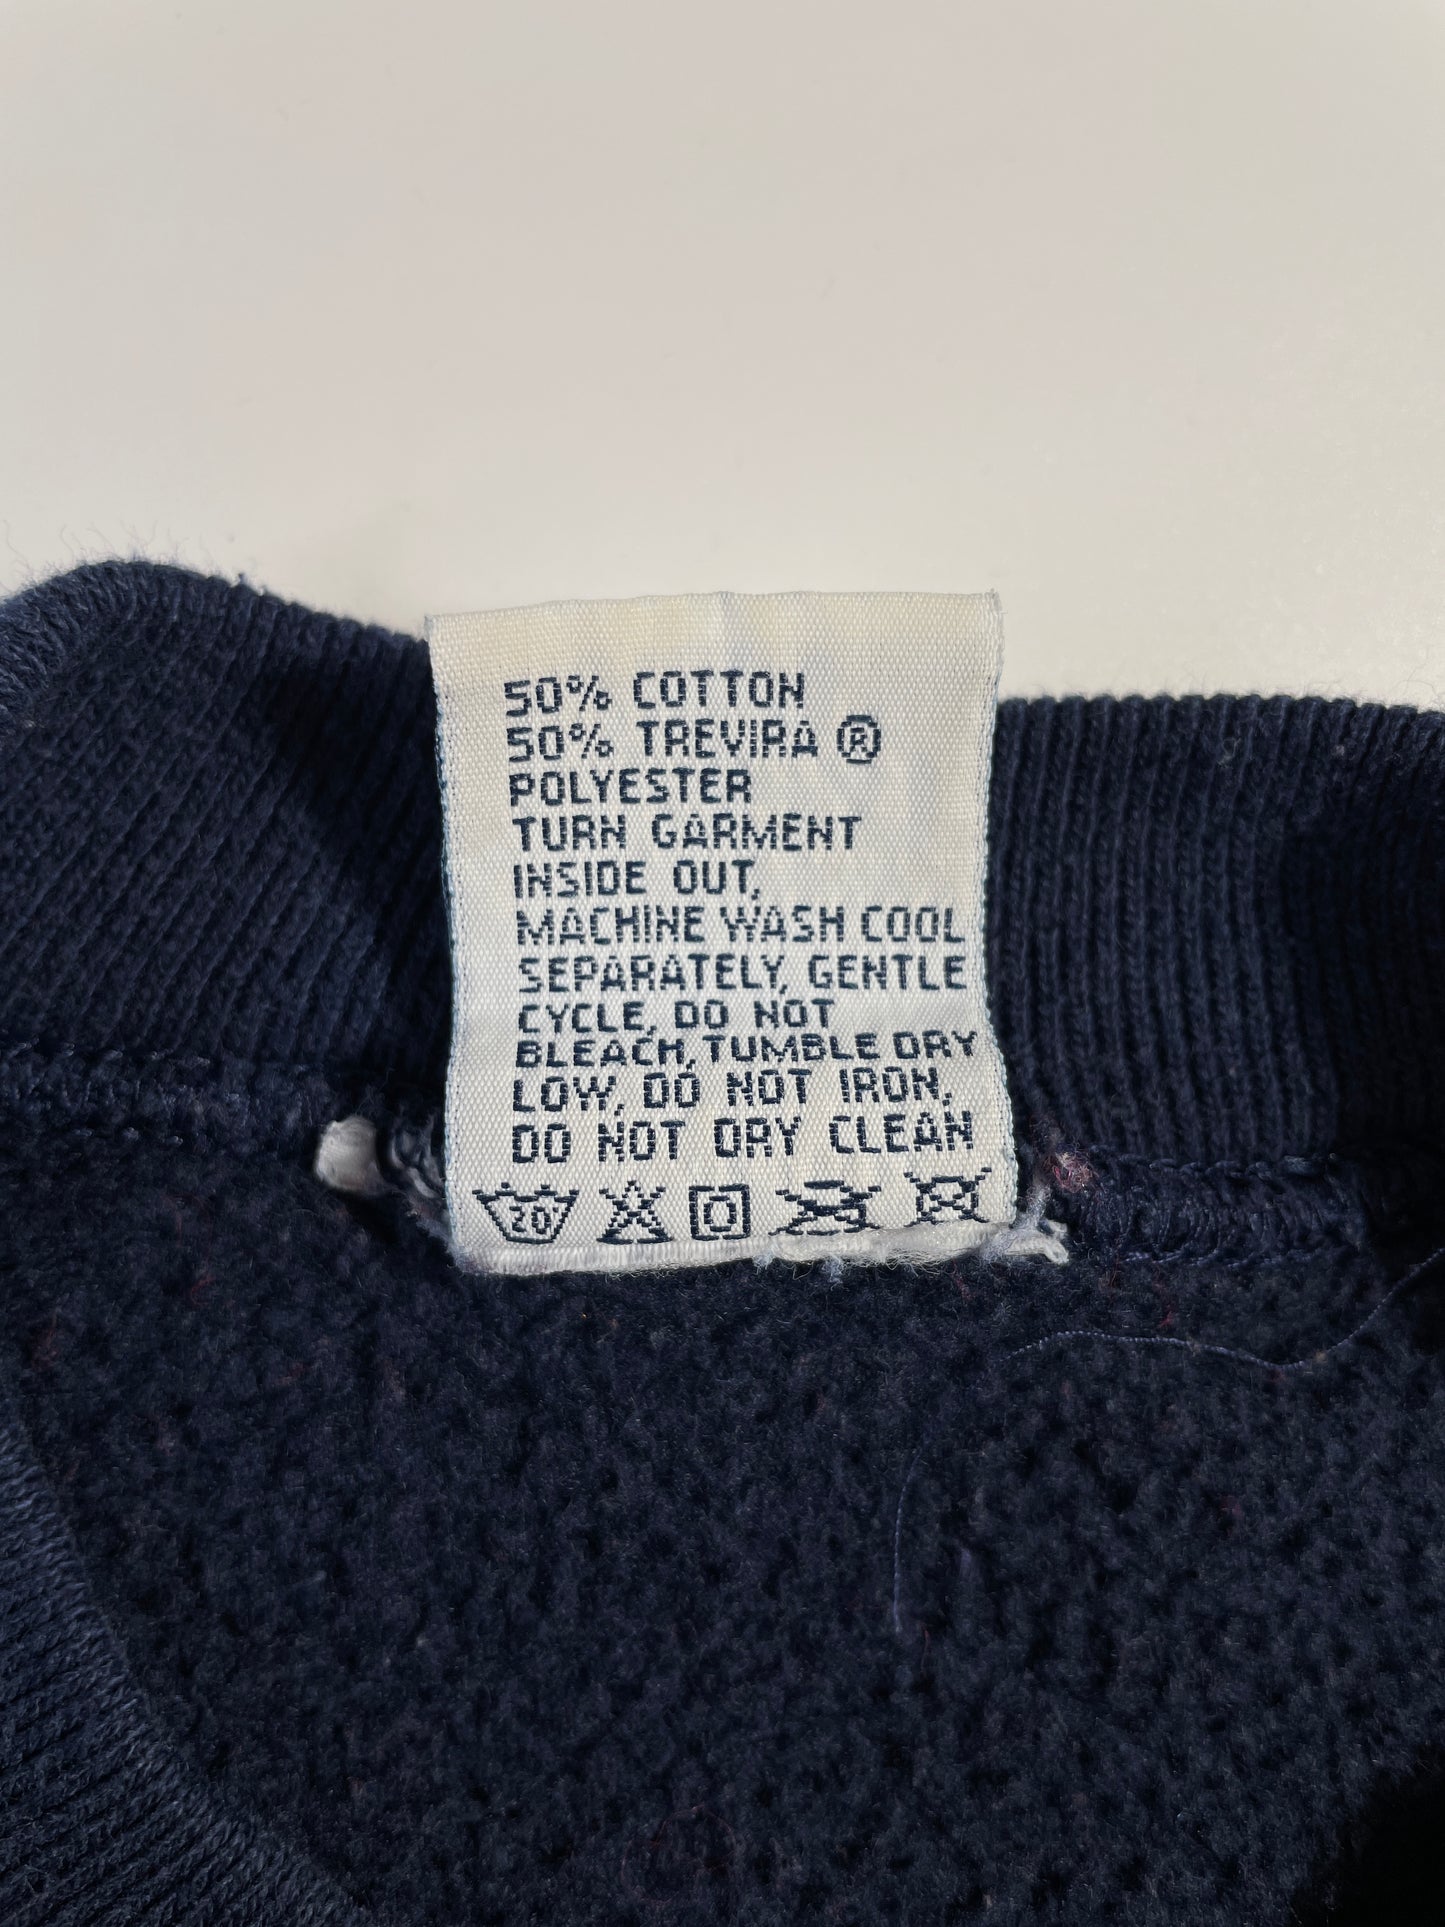 50% COTTON
50% TREVIRA ®
POLYESTER
TURN GARMENT
INSIDE OUT,
MACHINE WASH COOL
SEPARATELY, GENTLE
CYCLE, DO NOT
BLEACH, TUMBLE DRY
LOW, DO NOT IRON,
DO NOT DRY CLEAN
20°